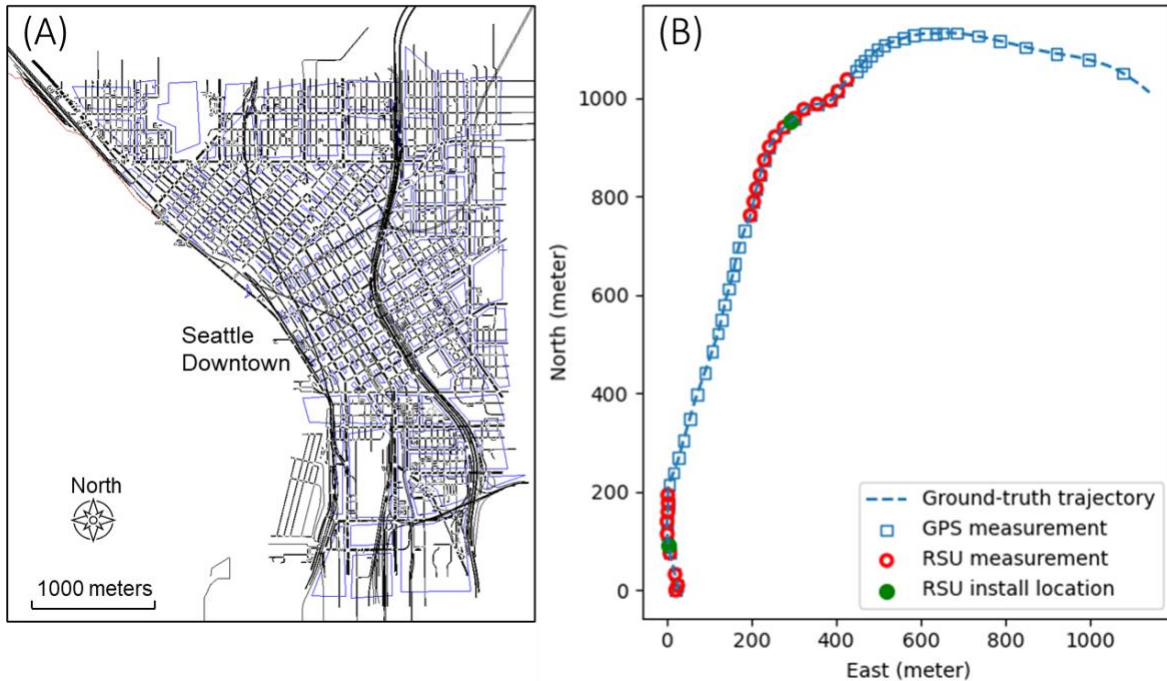 (A)
Seattle
Downtown
North
1000 meters
(B)
North (meter)
1000
800
600
400
200
0
0 200 400 600 800 1000
East (meter)
Ground-truth trajectory
GPS measurement
RSU measurement
RSU install location